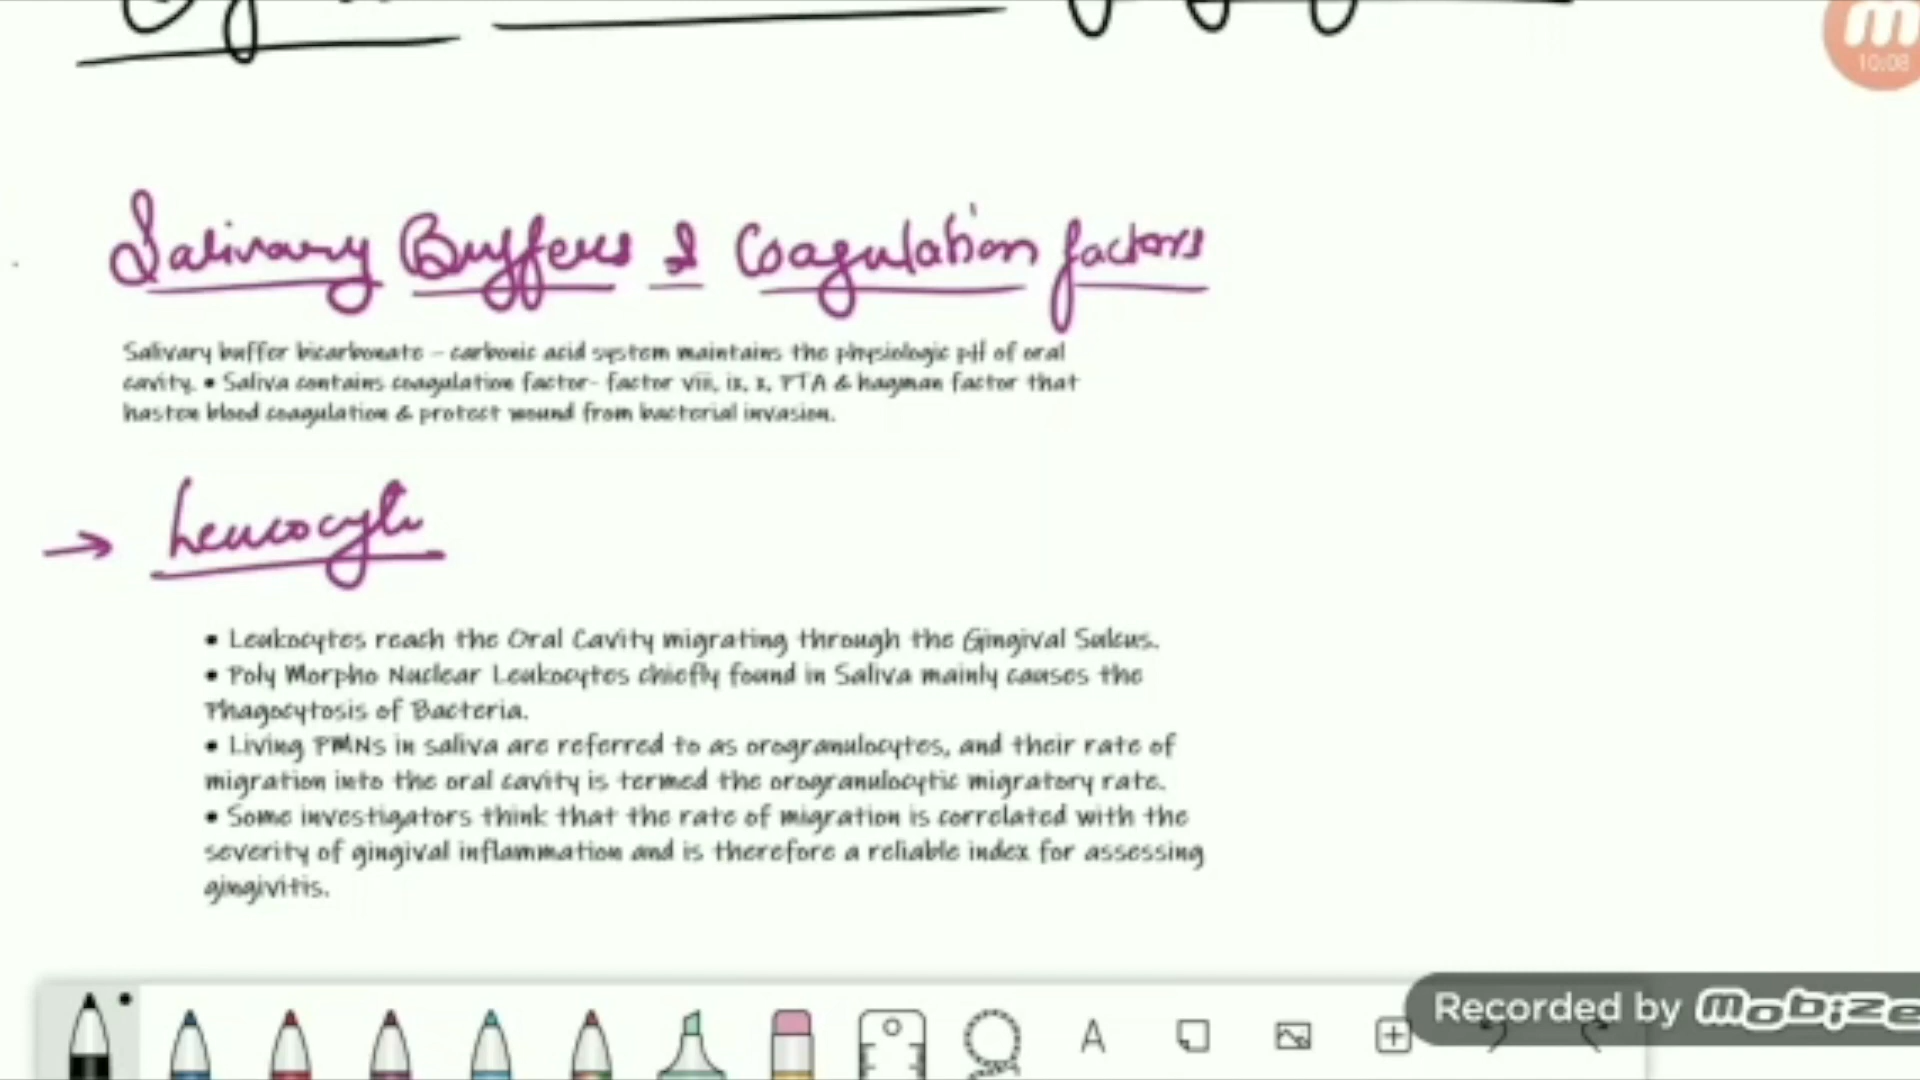 m
10:08
Salivary Buffers & Coagulation factors
Salivary buffer bicarbonate - carbonic acid system maintains the physiologic pH of oral
cavity. • Saliva contains coagulation factor- factor viii, ix, x, PTA & hagman factor that
hasten blood coagulation & protect wound from bacterial invasion.
→ Leucocyte
• Leukocytes reach the Oral Cavity migrating through the Gingival Sulcus.
• Poly Morpho Nuclear Leukocytes chiefly found in Saliva mainly causes the
Phagocytosis of Bacteria.
• Living PMNs in saliva are referred to as orogranulocytes, and their rate of
migration into the oral cavity is termed the orogranulocytic migratory rate.
• Some investigators think that the rate of migration is correlated with the
severity of gingival inflammation and is therefore a reliable index for assessing
gingivitis.
A
Recorded by mobize